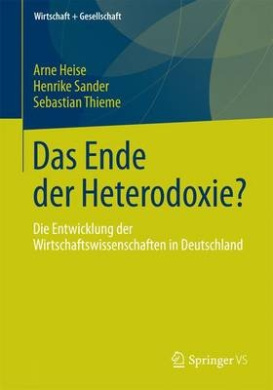 Wirtschaft + Gesellschaft
Arne Heise
Henrike Sander
Sebastian Thieme
Das Ende
der Heterodoxie?
Die Entwicklung der
Wirtschaftswissenschaften in Deutschland
Springer VS